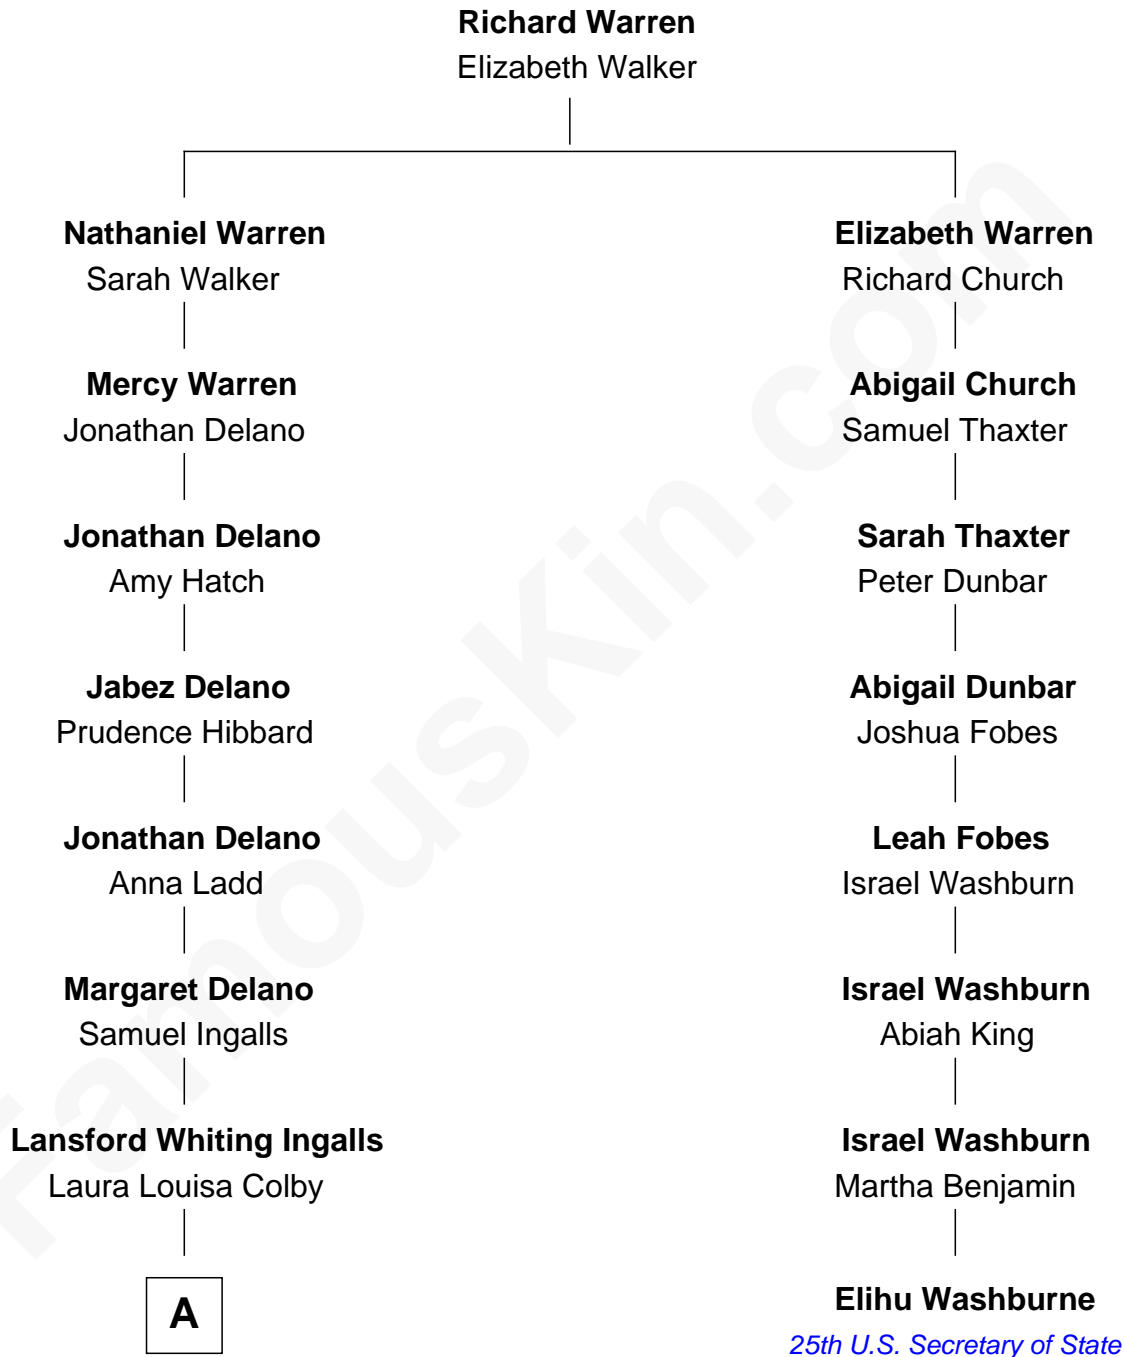 Richard Warren
Elizabeth Walker
Nathaniel Warren
Sarah Walker
Mercy Warren
Jonathan Delano
Jonathan Delano
Amy Hatch
Jabez Delano
Prudence Hibbard
Jonathan Delano
Anna Ladd
Margaret Delano
Samuel Ingalls
Lansford Whiting Ingalls
Laura Louisa Colby
A
Elizabeth Warren
Richard Church
Abigail Church
Samuel Thaxter
Sarah Thaxter
Peter Dunbar
Abigail Dunbar
Joshua Fobes
Leah Fobes
Israel Washburn
Israel Washburn
Abiah King
Israel Washburn
Martha Benjamin
Elihu Washburne
25th U.S. Secretary of State
FamousKin.com